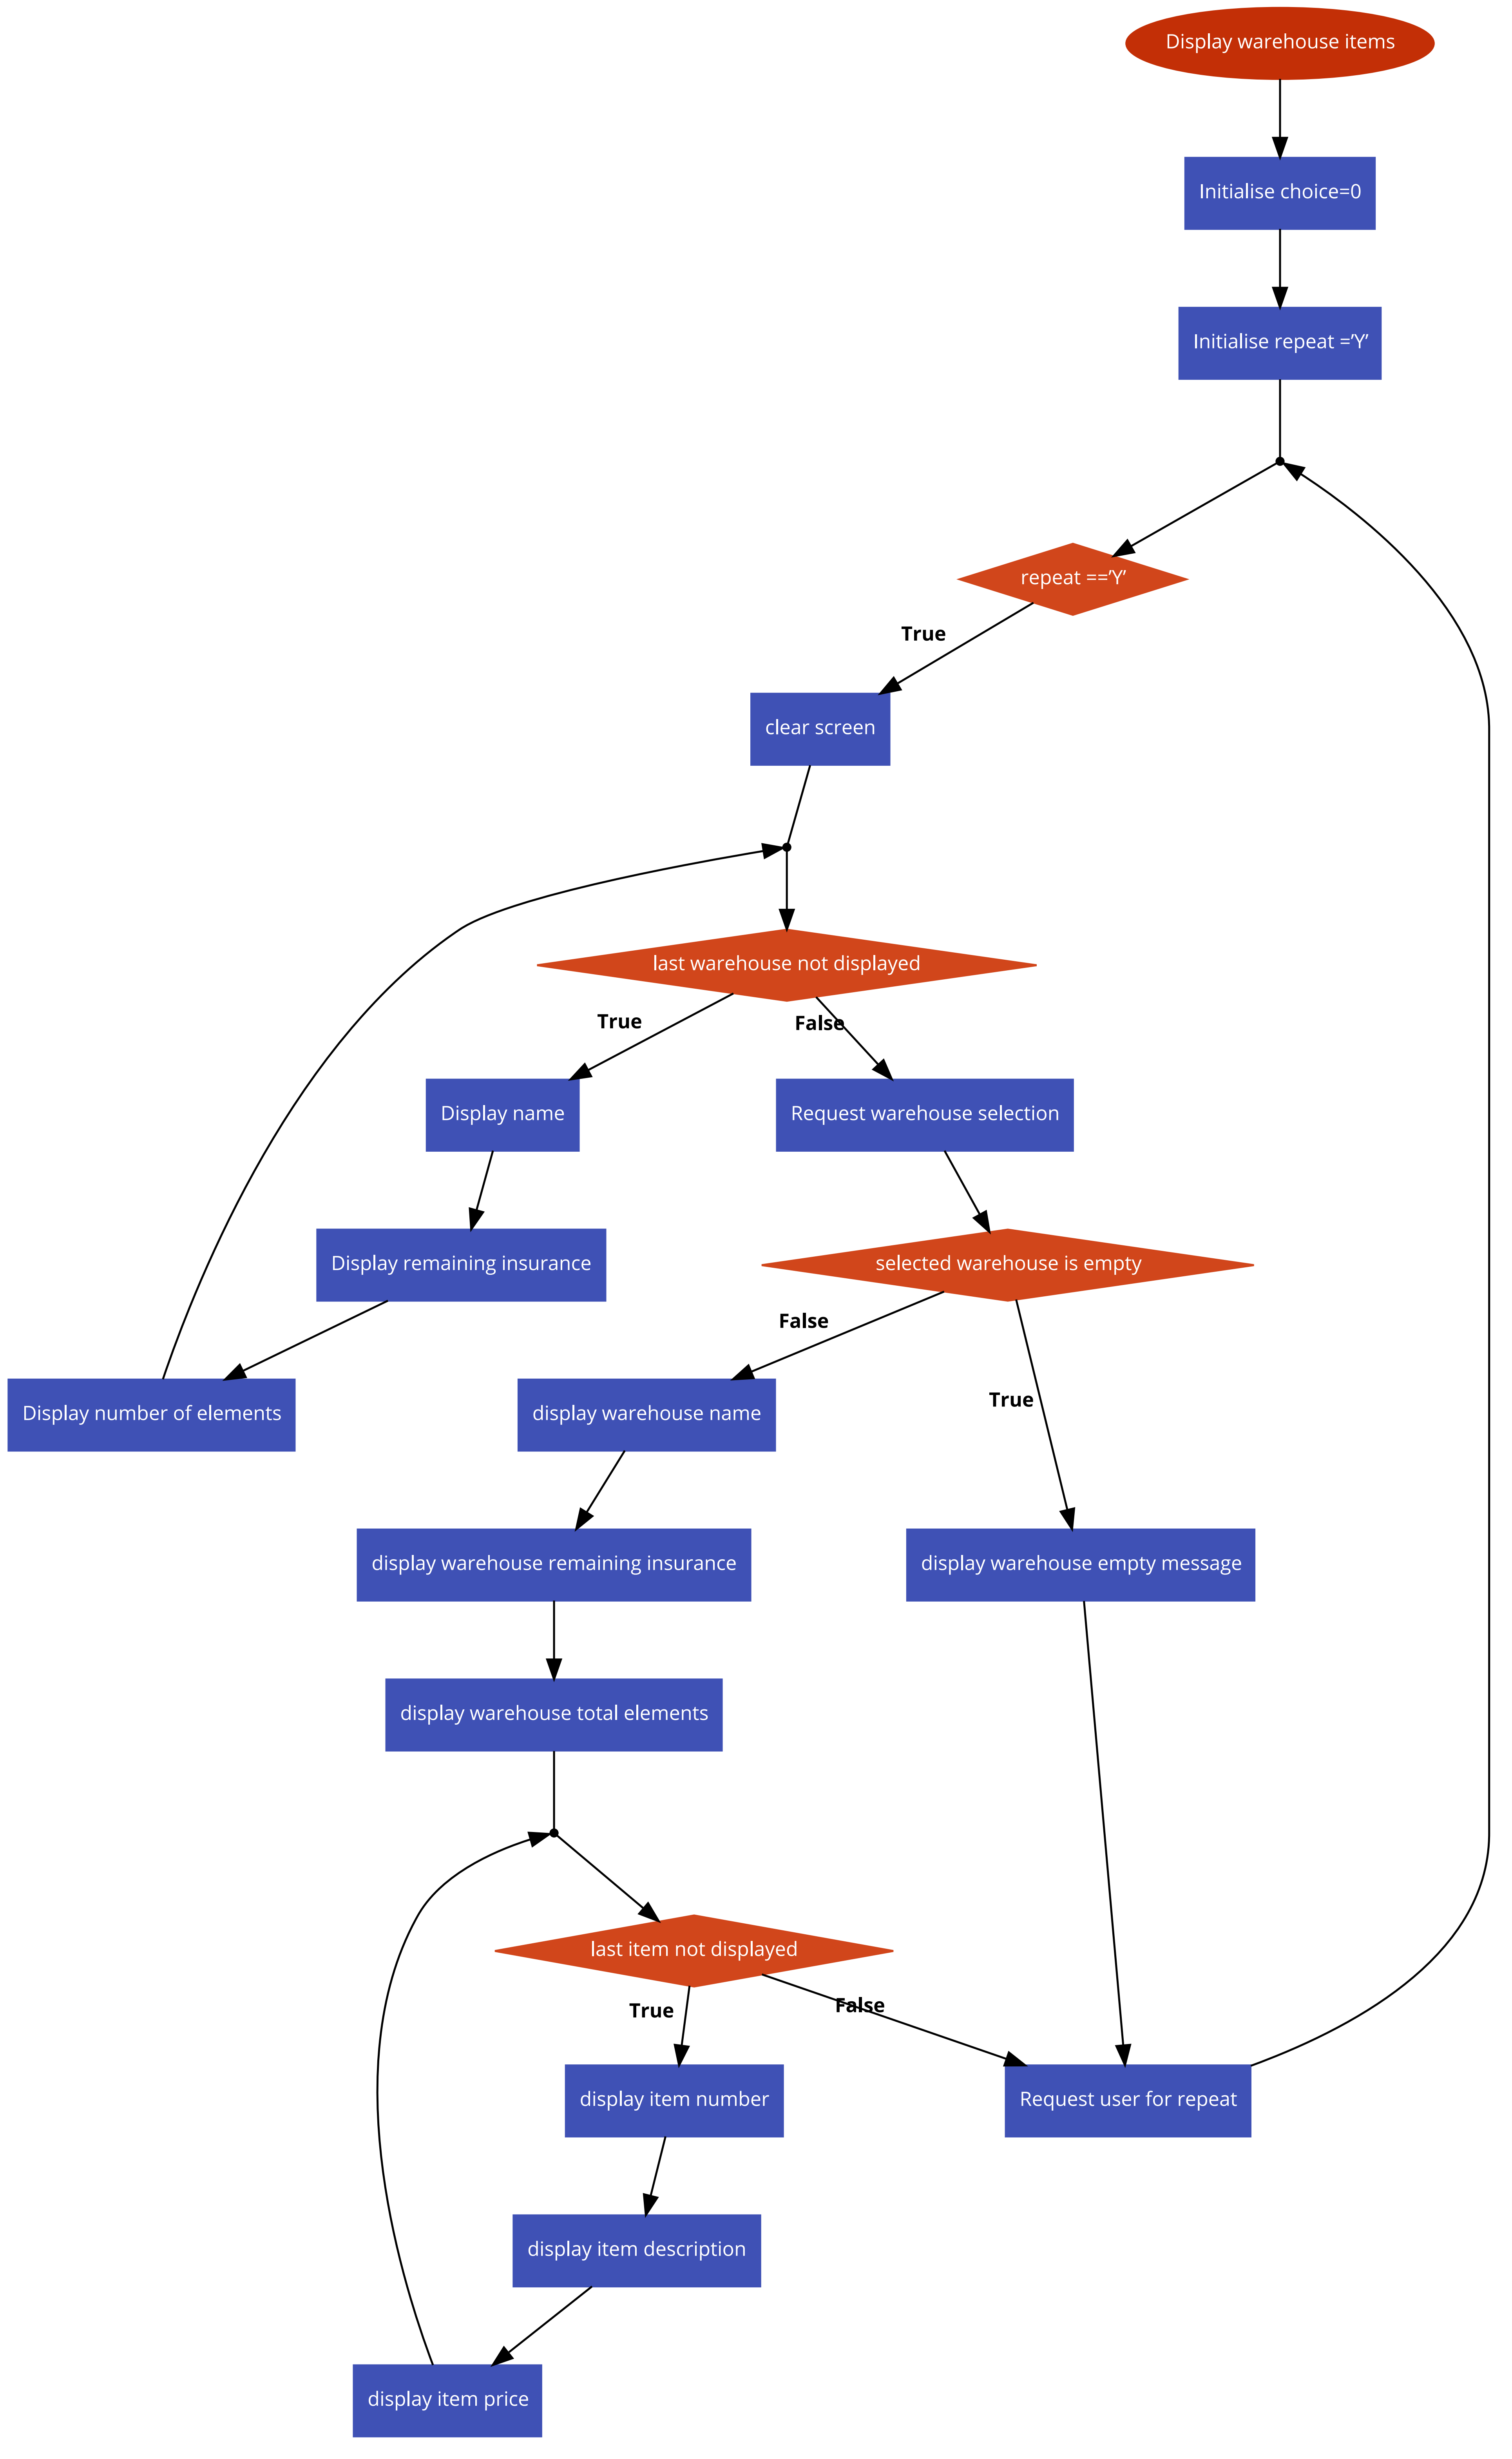 Display warehouse items
Initialise choice=0
Initialise repeat =’Y’
repeat ==’Y’
True
clear screen
last warehouse not displayed
True
False
Display name
Request warehouse selection
Display remaining insurance
selected warehouse is empty
False
True
Display number of elements
display warehouse name
display warehouse remaining insurance
display warehouse empty message
display warehouse total elements
last item not displayed
True
False
display item number
Request user for repeat
display item description
display item price